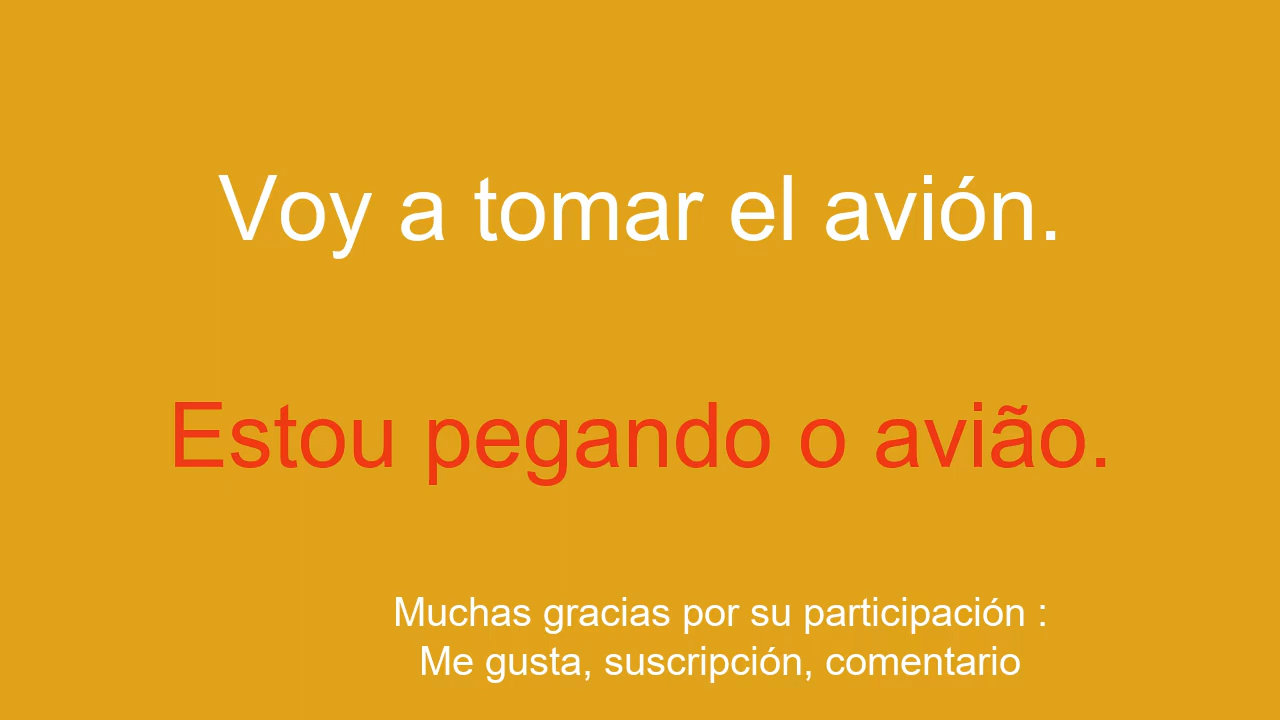 Voy a tomar el avión.
Estou pegando o avião.
Muchas gracias por su participación :
Me gusta, suscripción, comentario